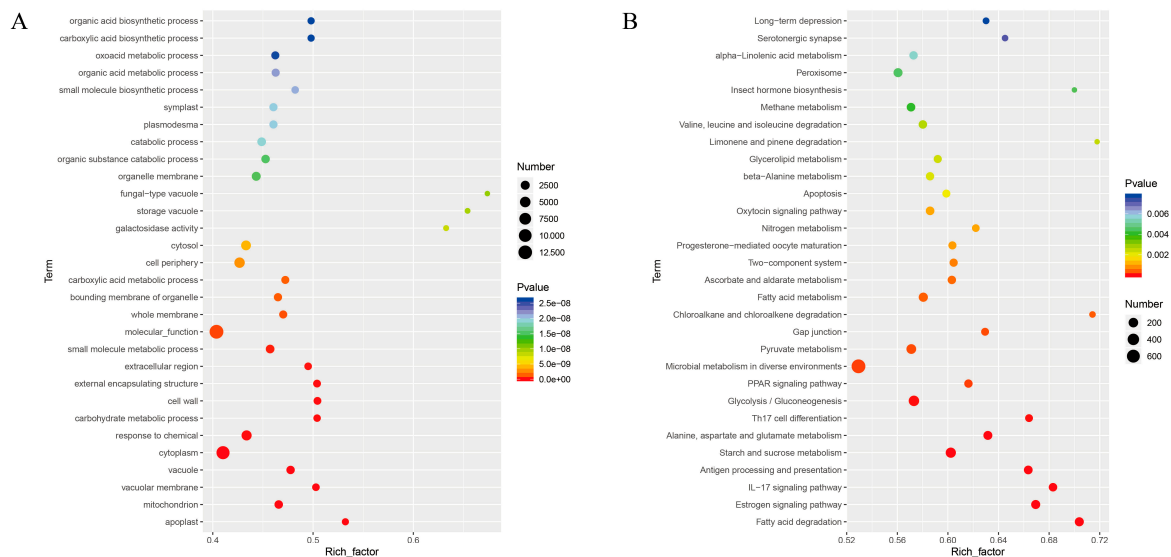 A
organic acid biosynthetic process
carboxylic acid biosynthetic process
oxoacid metabolic process
organic acid metabolic process
small molecule biosynthetic process
symplast
plasmodesma
catabolic process
organic substance catabolic process
organelle membrane
fungal-type vacuole
storage vacuole
galactosidase activity
cytosol
cell periphery
carboxylic acid metabolic process
bounding membrane of organelle
whole membrane
molecular_function
small molecule metabolic process
extracellular region
external encapsulating structure
cell wall
carbohydrate metabolic process
response to chemical
cytoplasm
vacuole
vacuolar membrane
mitochondrion
apoplast
Term
0.4 0.5 0.6
Rich_factor
Number
2500
5000
7500
10.000
12.500
Pvalue
2.5e-08
2.0e-08
1.5e-08
1.0e-08
5.0e-09
0.0e+00
B
Long-term depression
Serotonergic synapse
alpha-Linolenic acid metabolism
Peroxisome
Insect hormone biosynthesis
Methane metabolism
Valine, leucine and isoleucine degradation
Limonene and pinene degradation
Glycerolipid metabolism
beta-Alanine metabolism
Apoptosis
Oxytocin signaling pathway
Nitrogen metabolism
Progesterone-mediated oocyte maturation
Two-component system
Ascorbate and aldarate metabolism
Fatty acid metabolism
Chloroalkane and chloroalkene degradation
Gap junction
Pyruvate metabolism
Microbial metabolism in diverse environments
PPAR signaling pathway
Glycolysis / Gluconeogenesis
Th17 cell differentiation
Alanine, aspartate and glutamate metabolism
Starch and sucrose metabolism
Antigen processing and presentation
IL-17 signaling pathway
Estrogen signaling pathway
Fatty acid degradation
Term
0.52 0.56 0.60 0.64 0.68 0.72
Rich_factor
Pvalue
0.006
0.004
0.002
Number
200
400
600